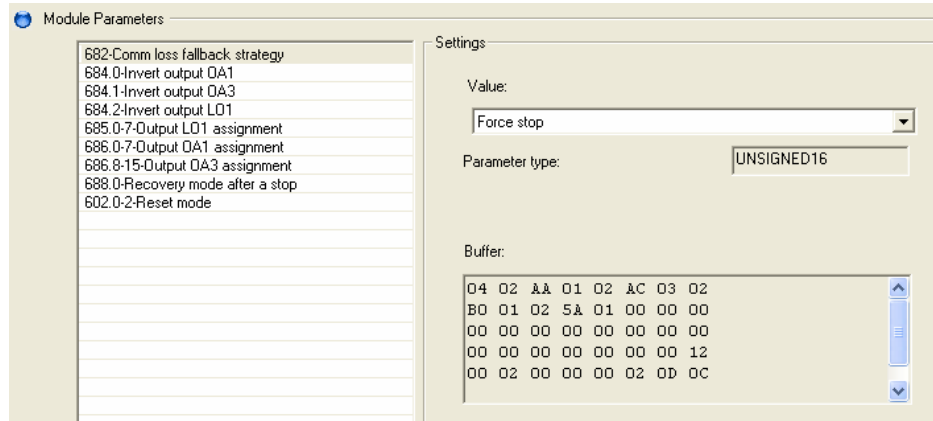 Module Parameters
682-Comm loss fallback strategy
684.0-Invert output OA1
684.1-Invert output OA3
684.2-Invert output LO1
685.0-7-Output LO1 assignment
686.0-7-Output OA1 assignment
686.8-15-Output OA3 assignment
688.0-Recovery mode after a stop
602.0-2-Reset mode
Settings
Value:
Force stop
Parameter type:
UNSIGNED16
Buffer:
04 02 AA 01 02 AC 03 02
B0 01 02 5A 01 00 00 00
00 00 00 00 00 00 00 00
00 00 00 00 00 00 00 12
00 02 00 00 00 02 0D 0C